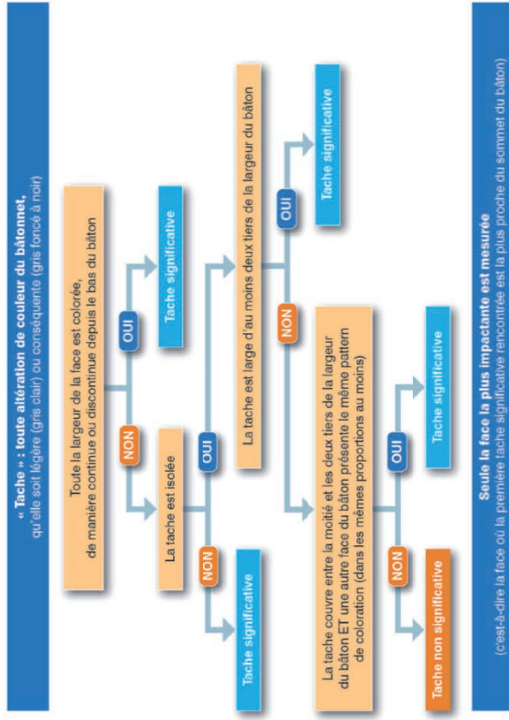 « Tache » : toute altération de couleur du bâtonnet,
qu'elle soit légère (gris clair) ou conséquente (gris foncé à noir)
Toute la largeur de la face est colorée,
de manière continue ou discontinue depuis le bas du bâton
NON
OUI
La tache est isolée
Tache significative
NON
OUI
Tache significative
La tache est large d'au moins deux tiers de la largeur du bâton
NON
OUI
La tache couvre entre la moitié et les deux tiers de la largeur
du bâton ET une autre face du bâton présente le même pattern
de coloration (dans les mêmes proportions au moins)
Tache significative
NON
OUI
Tache non significative
Tache significative
Seule la face la plus impactante est mesurée
(c'est-à-dire la face où la première tache significative rencontrée est la plus proche du sommet du bâton)